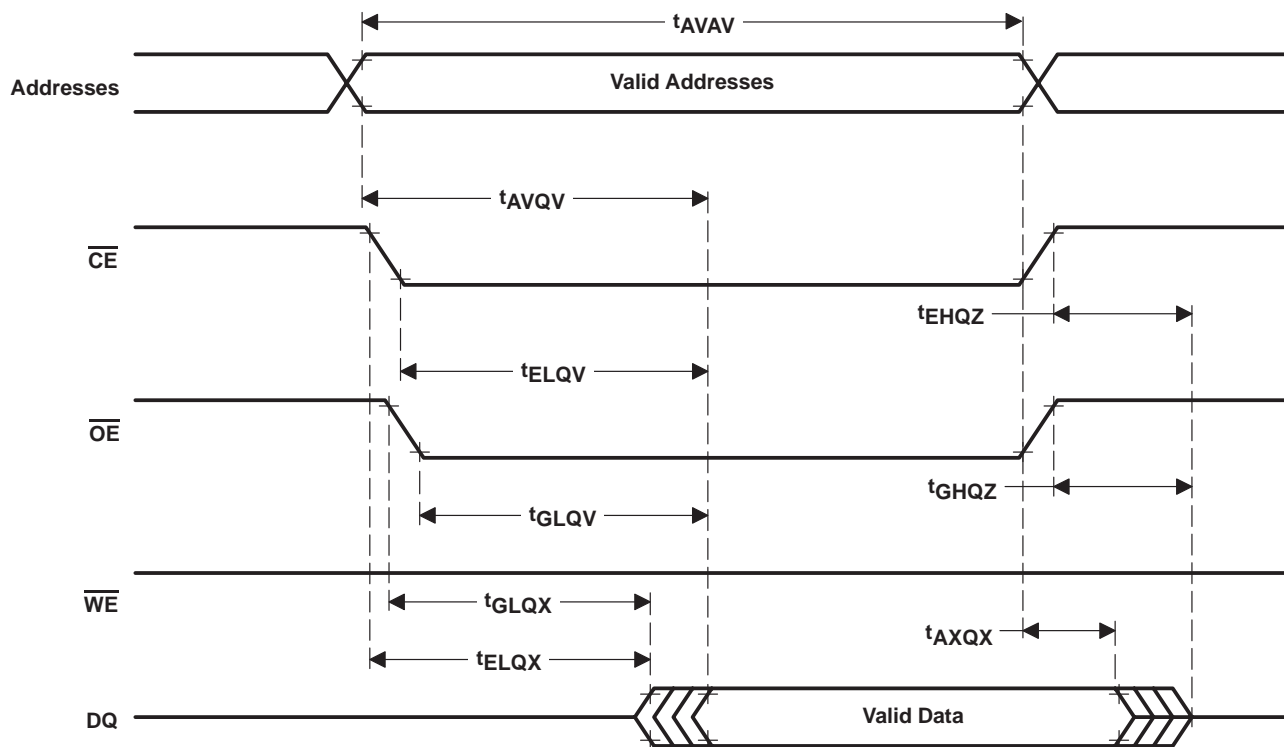 tAVAV
Addresses
Valid Addresses
tAVQV
CE
tEHQZ
tELQV
OE
tGHQZ
tGLQV
WE
tGLQX
tAXQX
tELQX
DQ
Valid Data